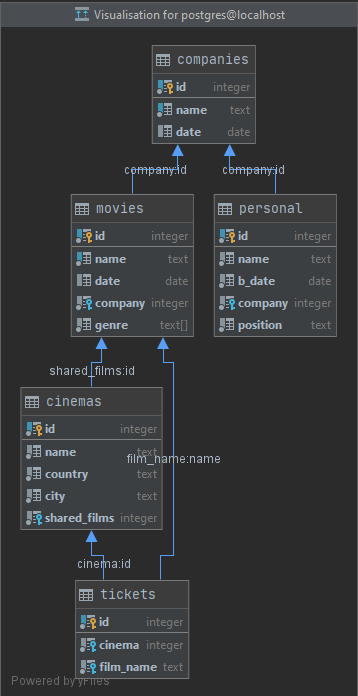 Visualisation for postgres@localhost
companies
id integer
name text
date date
company:id
company:id
movies
id integer
name text
date date
company integer
genre text[]
personal
id integer
name text
b_date date
company integer
position text
shared_films:id
cinemas
id integer
name text
country text
city text
shared_films integer
film_name:name
cinema:id
tickets
id integer
cinema integer
film_name text
Powered by yFiles